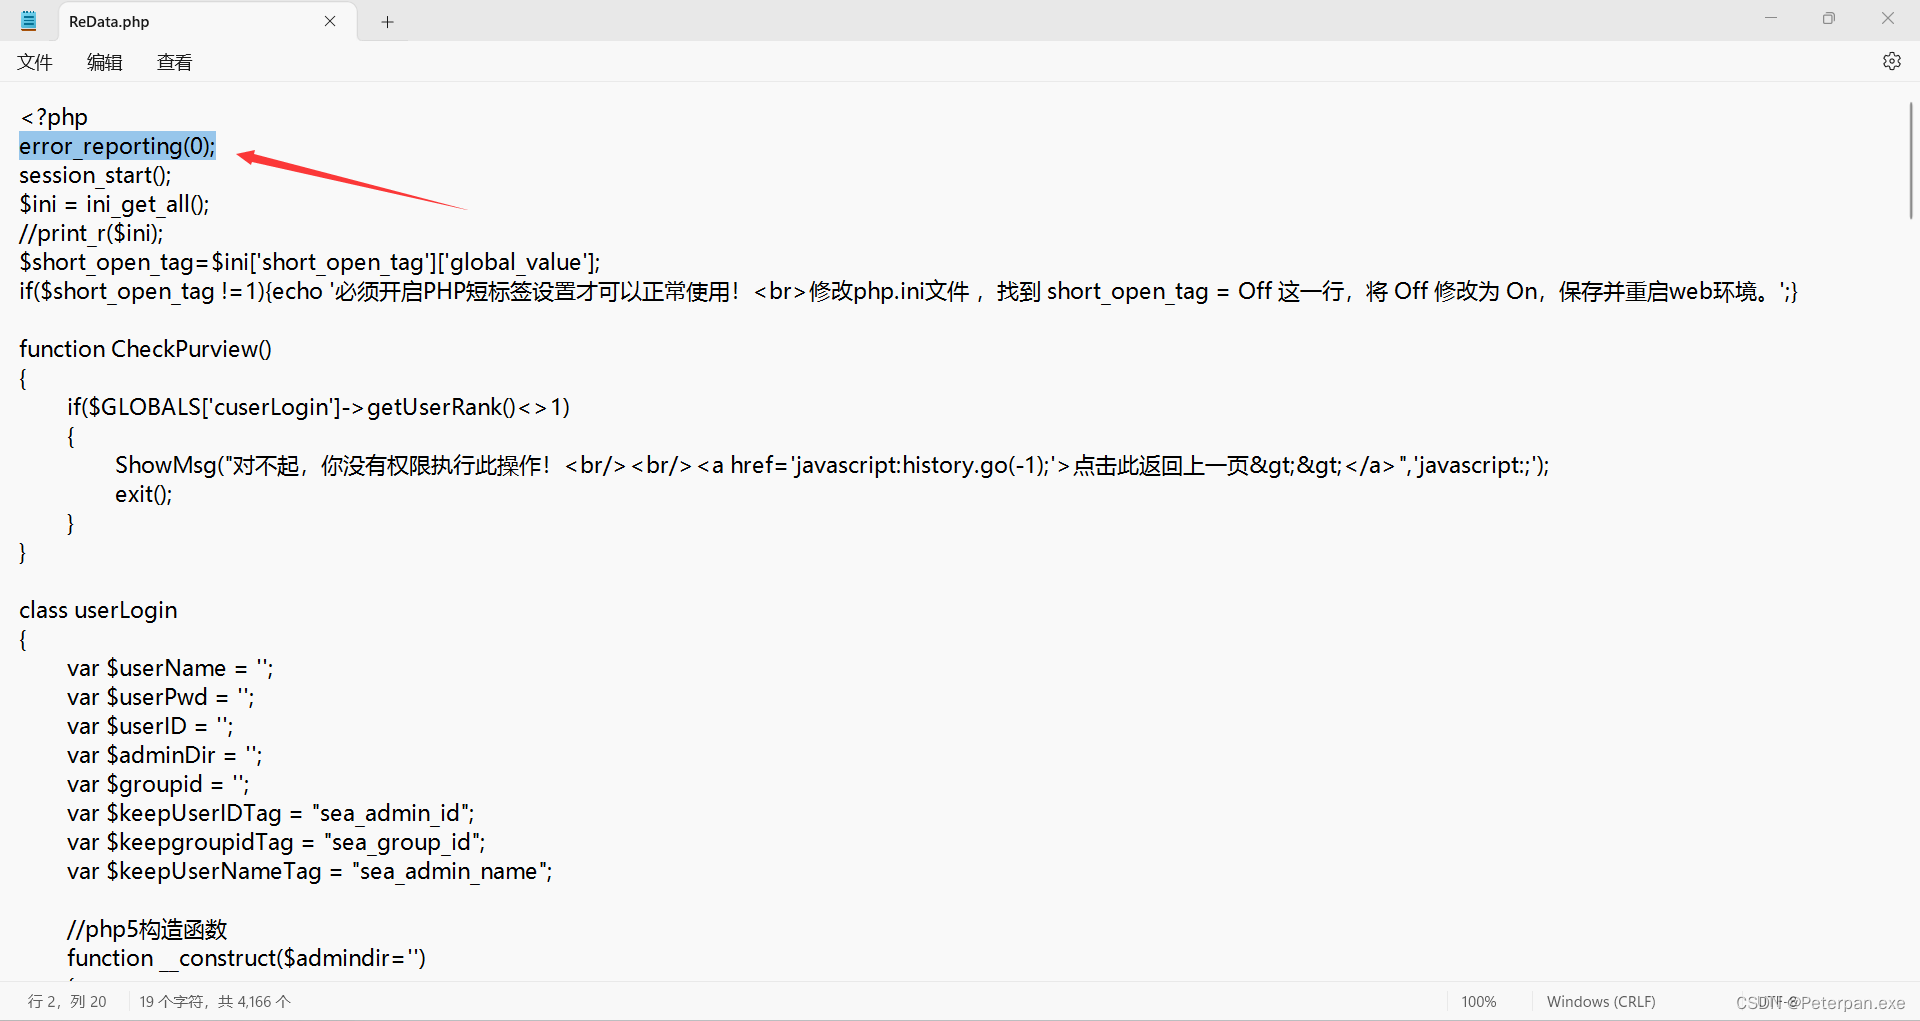 ReData.php
文件 编辑 查看
<?php
error_reporting(0);
session_start();
$ini = ini_get_all();
//print_r($ini);
$short_open_tag=$ini['short_open_tag']['global_value'];
if($short_open_tag !=1){echo '必须开启PHP短标签设置才可以正常使用！<br>修改php.ini文件 ，找到 short_open_tag = Off 这一行，将 Off 修改为 On，保存并重启web环境。';}
function CheckPurview()
{
if($GLOBALS['cuserLogin']->getUserRank()<>1)
{
ShowMsg("对不起，你没有权限执行此操作！<br/><br/><a href='javascript:history.go(-1);'>点击此返回上一页&gt;&gt;</a>",'javascript:;');
exit();
}
}
class userLogin
{
var $userName = '';
var $userPwd = '';
var $userID = '';
var $adminDir = '';
var $groupid = '';
var $keepUserIDTag = "sea_admin_id";
var $keepgroupidTag = "sea_group_id";
var $keepUserNameTag = "sea_admin_name";
//php5构造函数
function __construct($admindir='')
行 2，列 20 19 个字符，共 4,166 个 100% Windows (CRLF) UTF-8
CSDN @Peterpan.exe